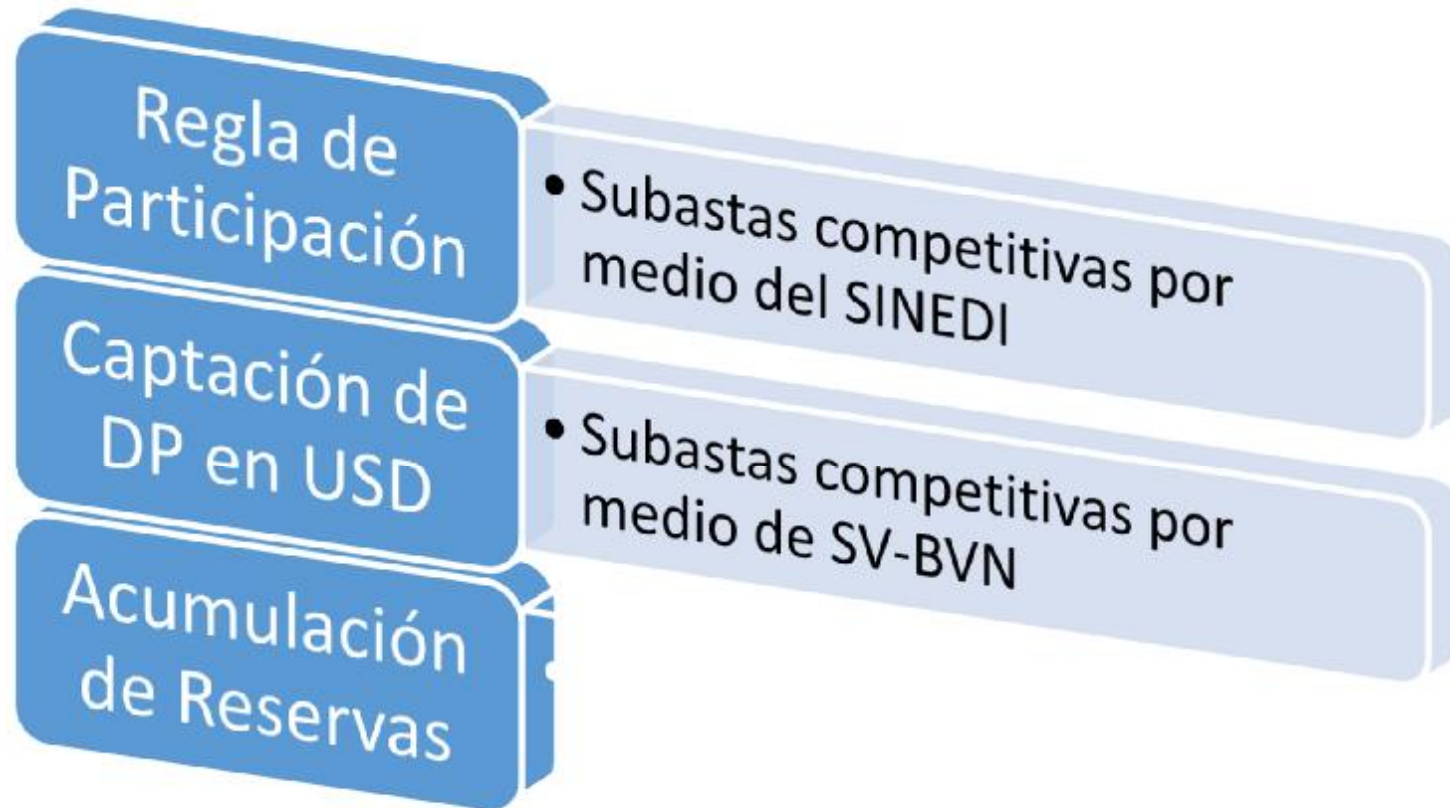 Regla de
Participación
• Subastas competitivas por
medio del SINEDI
Captación de
DP en USD
• Subastas competitivas por
medio de SV-BVN
Acumulación
de Reservas